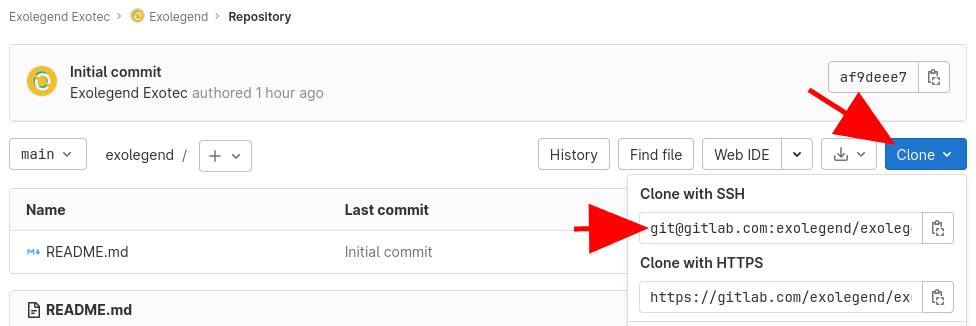 Exolegend Exotec > Exolegend > Repository
Initial commit
Exolegend Exotec authored 1 hour ago
af9deee7
main exolegend / + History Find file Web IDE Clone
Name Last commit
README.md Initial commit
Clone with SSH
git@gitlab.com:exolegend/exoleg
Clone with HTTPS
https://gitlab.com/exolegend/ex
README.md